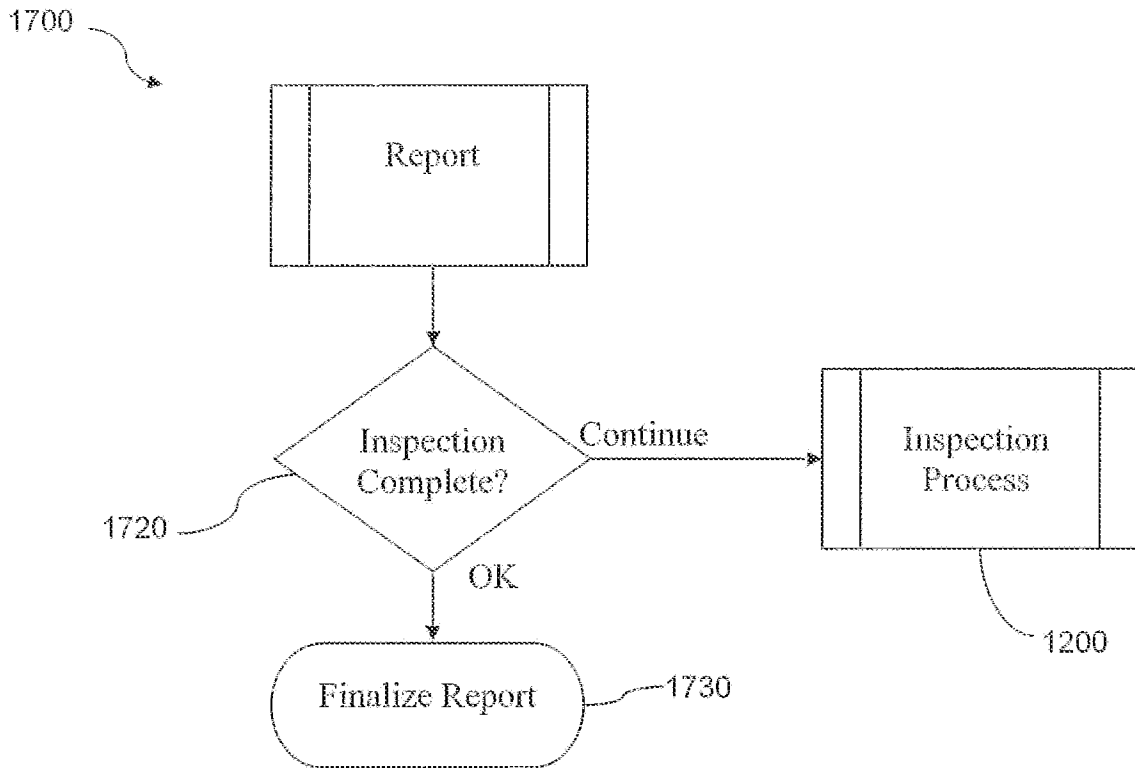 1700
Report
Inspection
Complete?
Continue
Inspection
Process
1720
OK
1200
Finalize Report
1730